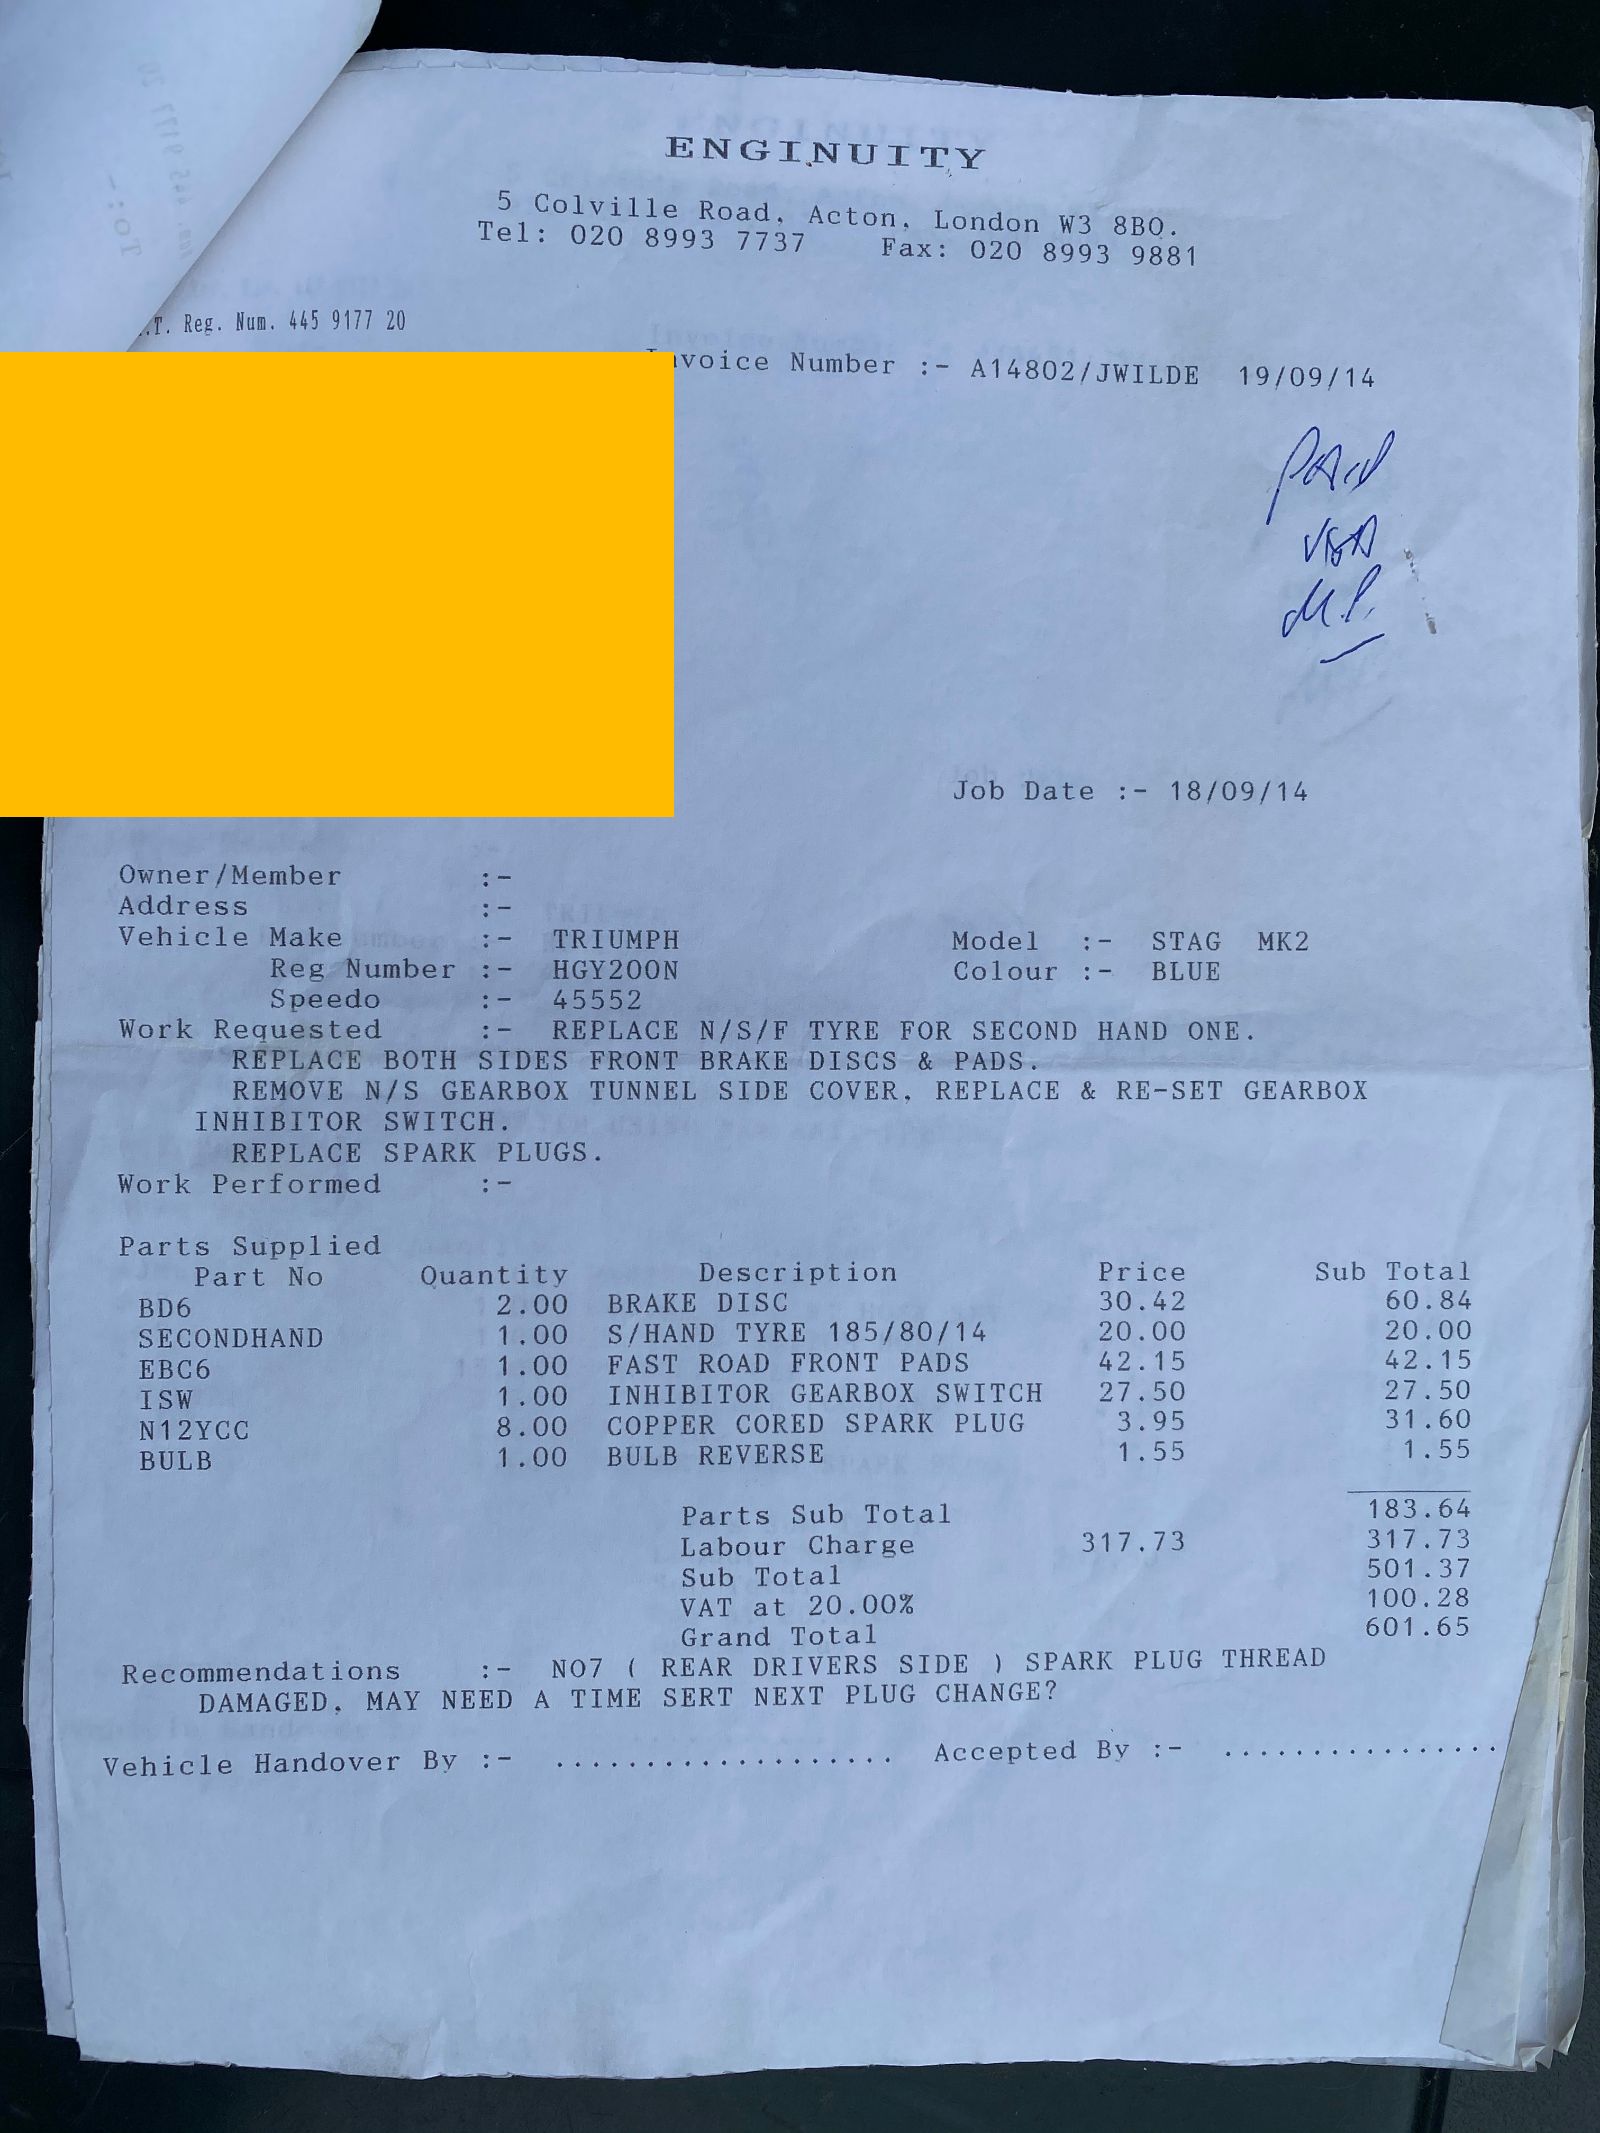 ENGINUITY
5 Colville Road, Acton, London W3 8BQ.
Tel: 020 8993 7737 Fax: 020 8993 9881
.T. Reg. Num. 445 9177 20
Invoice Number :- A14802/JWILDE 19/09/14
PAID
VISA
M.P.
Job Date :- 18/09/14
Owner/Member :-
Address :-
Vehicle Make :- TRIUMPH Model :- STAG MK2
Reg Number :- HGY200N Colour :- BLUE
Speedo :- 45552
Work Requested :- REPLACE N/S/F TYRE FOR SECOND HAND ONE.
REPLACE BOTH SIDES FRONT BRAKE DISCS & PADS.
REMOVE N/S GEARBOX TUNNEL SIDE COVER, REPLACE & RE-SET GEARBOX
INHIBITOR SWITCH.
REPLACE SPARK PLUGS.
Work Performed :-
Parts Supplied
Part No Quantity Description Price Sub Total
BD6 2.00 BRAKE DISC 30.42 60.84
SECONDHAND 1.00 S/HAND TYRE 185/80/14 20.00 20.00
EBC6 1.00 FAST ROAD FRONT PADS 42.15 42.15
ISW 1.00 INHIBITOR GEARBOX SWITCH 27.50 27.50
N12YCC 8.00 COPPER CORED SPARK PLUG 3.95 31.60
BULB 1.00 BULB REVERSE 1.55 1.55
Parts Sub Total 183.64
Labour Charge 317.73 317.73
Sub Total 501.37
VAT at 20.00% 100.28
Grand Total 601.65
Recommendations :- NO7 ( REAR DRIVERS SIDE ) SPARK PLUG THREAD
DAMAGED, MAY NEED A TIME SERT NEXT PLUG CHANGE?
Vehicle Handover By :- ................... Accepted By :- ...............